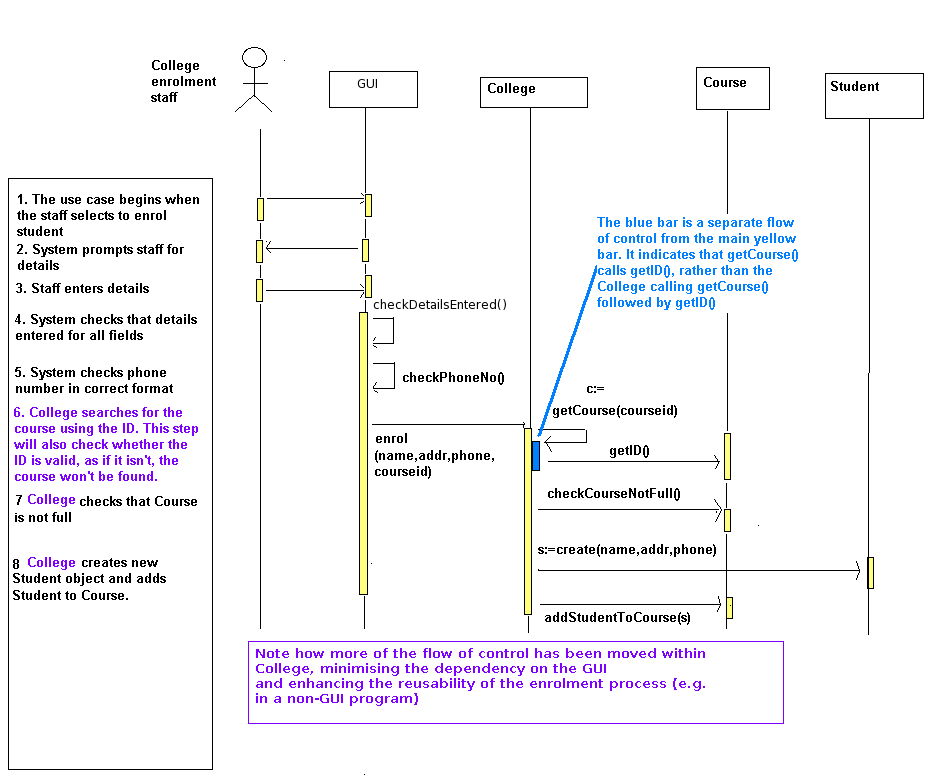 College
enrolment
staff
GUI
College
Course
Student
1. The use case begins when
the staff selects to enrol
student
2. System prompts staff for
details
3. Staff enters details
4. System checks that details
entered for all fields
5. System checks phone
number in correct format
6. College searches for the
course using the ID. This step
will also check whether the
ID is valid, as if it isn't, the
course won't be found.
7 College checks that Course
is not full
8 College creates new
Student object and adds
Student to Course.
The blue bar is a separate flow
of control from the main yellow
bar. It indicates that getCourse()
calls getID(), rather than the
College calling getCourse()
followed by getID()
checkDetailsEntered()
checkPhoneNo()
c:=
getCourse(courseid)
enrol
(name,addr,phone,
courseid)
getID()
checkCourseNotFull()
s:=create(name,addr,phone)
addStudentToCourse(s)
Note how more of the flow of control has been moved within
College, minimising the dependency on the GUI
and enhancing the reusability of the enrolment process (e.g.
in a non-GUI program)